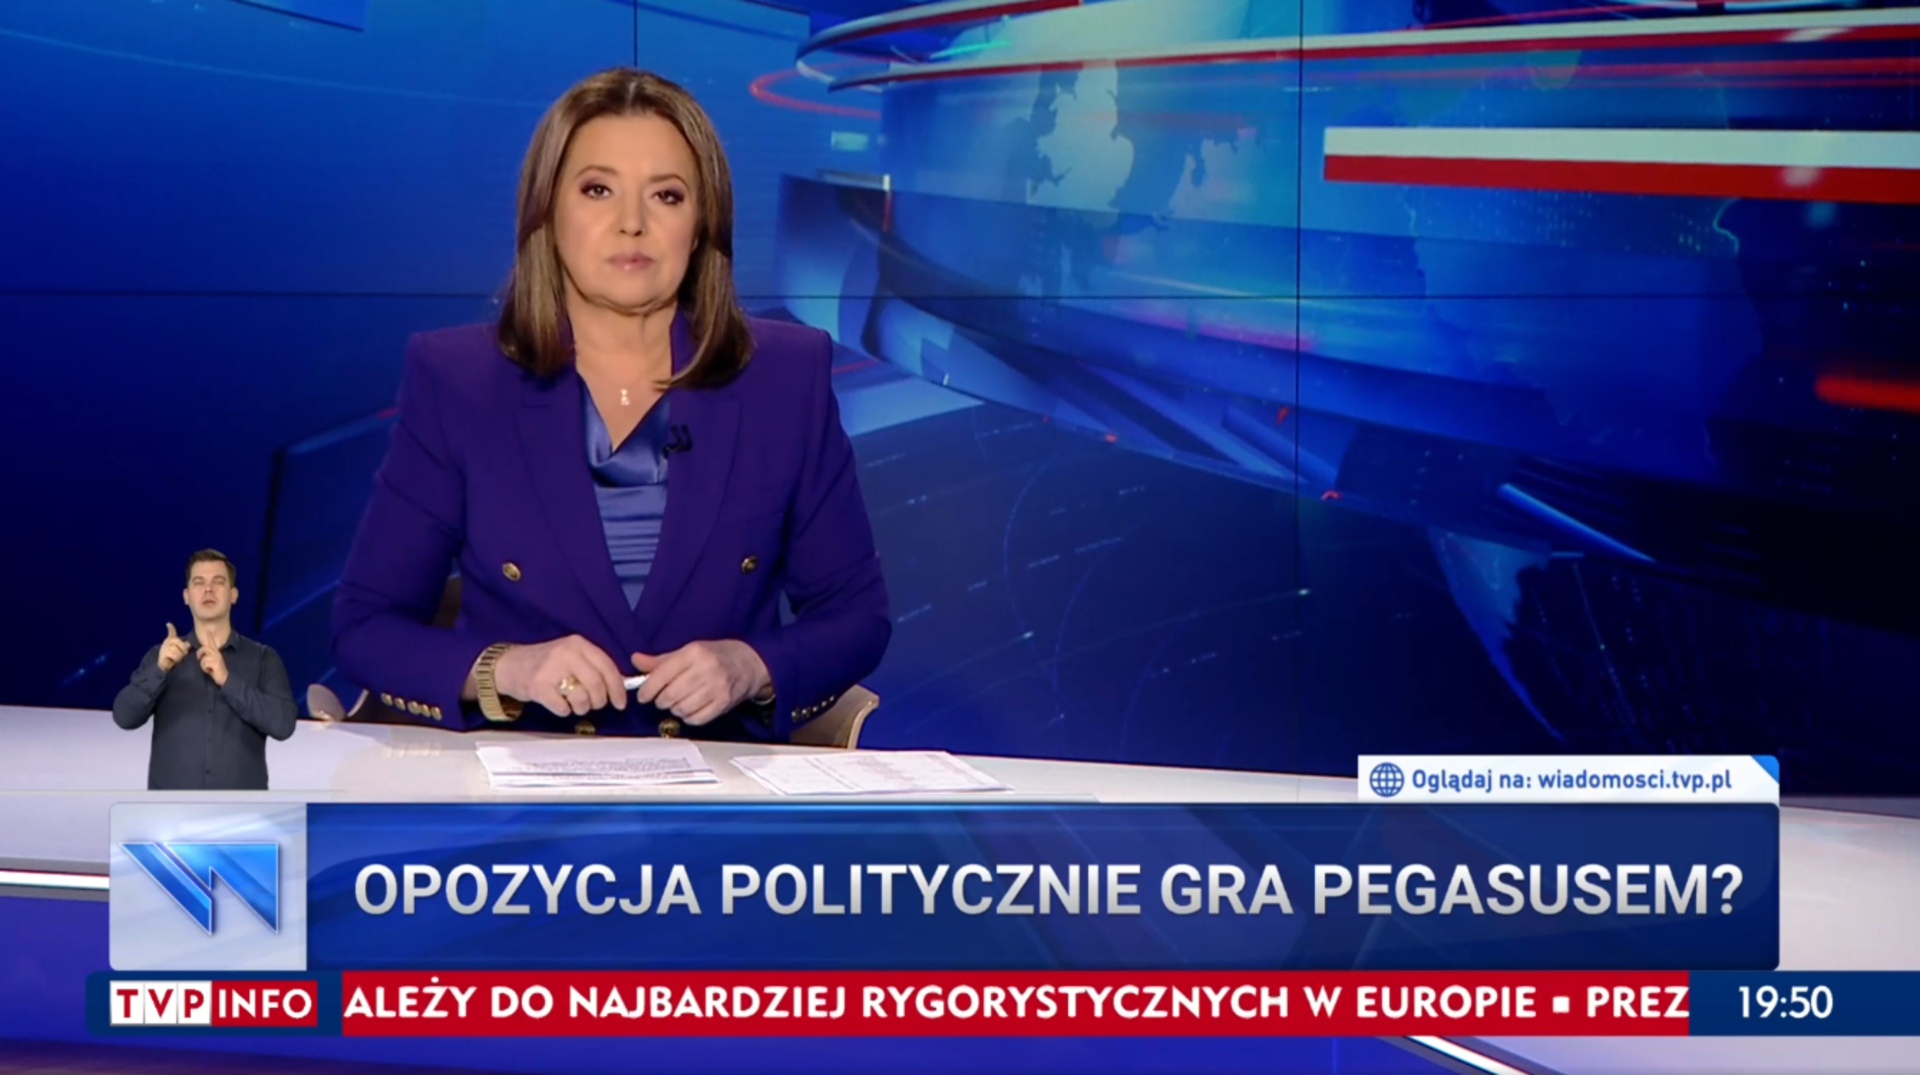 Oglądaj na: wiadomosci.tvp.pl
OPOZYCJA POLITYCZNIE GRA PEGASUSEM?
TVP INFO
ALEŻY DO NAJBARDZIEJ RYGORYSTYCZNYCH W EUROPIE ▪ PREZ
19:50